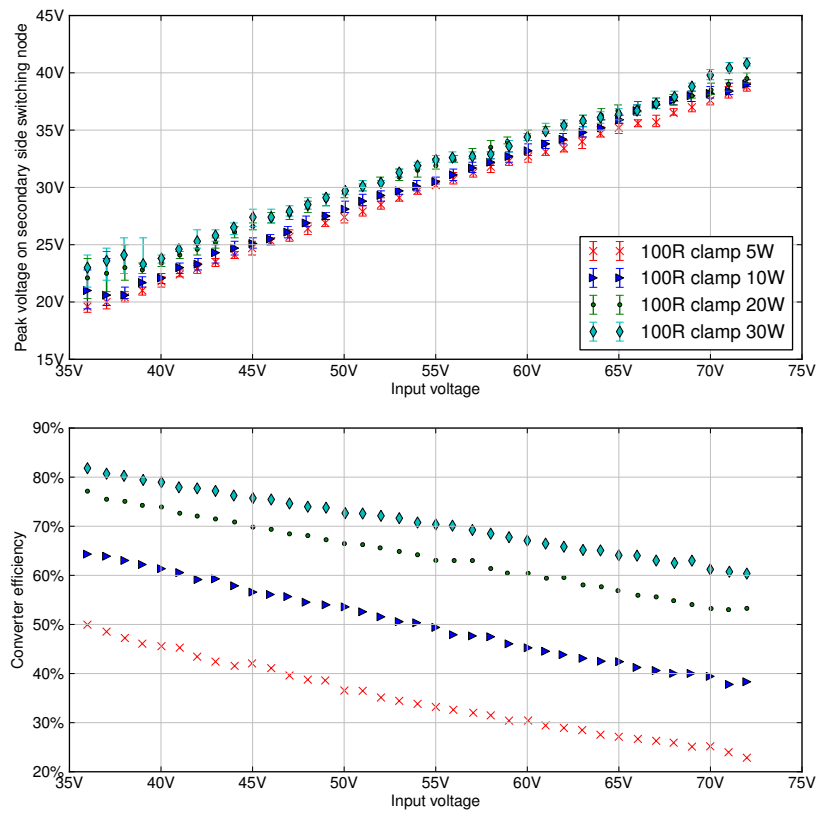 45V
40V
35V
30V
25V
20V
15V
Peak voltage on secondary side switching node
100R clamp 5W
100R clamp 10W
100R clamp 20W
100R clamp 30W
35V 40V 45V 50V 55V 60V 65V 70V 75V
Input voltage
90%
80%
70%
60%
50%
40%
30%
20%
Converter efficiency
35V 40V 45V 50V 55V 60V 65V 70V 75V
Input voltage